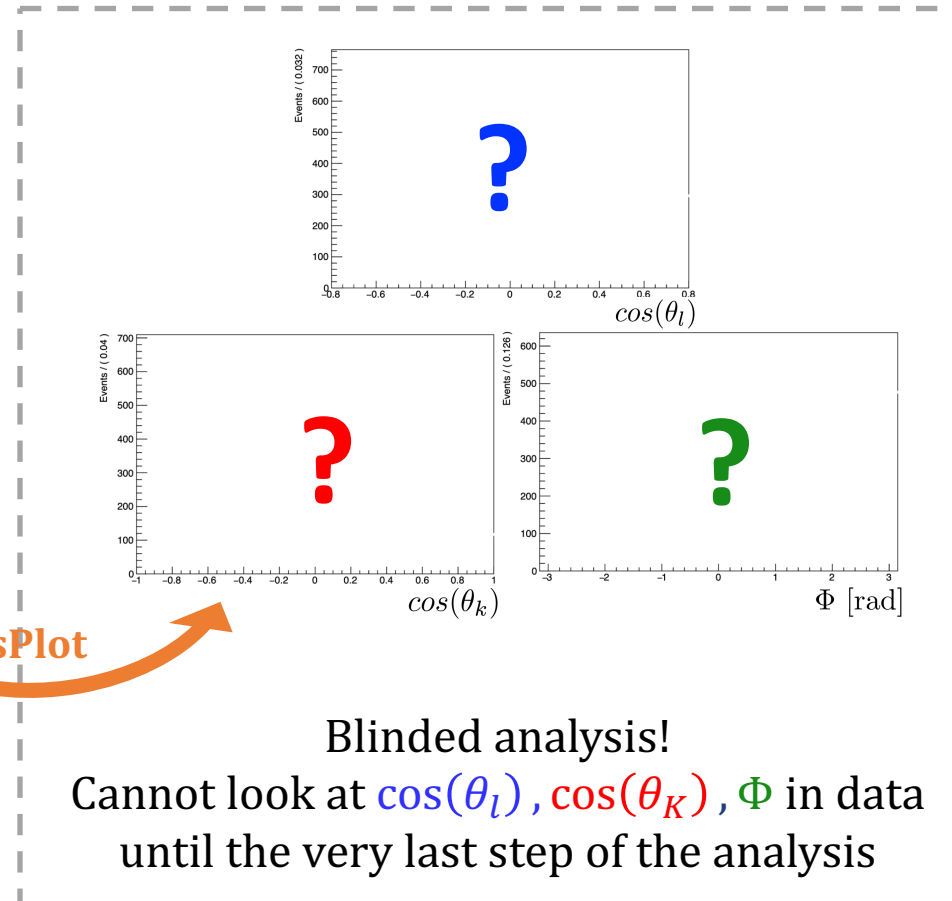 Events / ( 0.032 )
700
600
500
400
300
200
100
0
?
−0.8 −0.6 −0.4 −0.2 0 0.2 0.4 0.6 0.8
cos(θ_l)
Events / ( 0.04 )
700
600
500
400
300
200
100
0
?
−1 −0.8 −0.6 −0.4 −0.2 0 0.2 0.4 0.6 0.8 1
cos(θ_k)
Events / ( 0.126 )
600
500
400
300
200
100
0
?
−3 −2 −1 0 1 2 3
Φ [rad]
sPlot
Blinded analysis!
Cannot look at cos(θ_l) , cos(θ_K) , Φ in data
until the very last step of the analysis